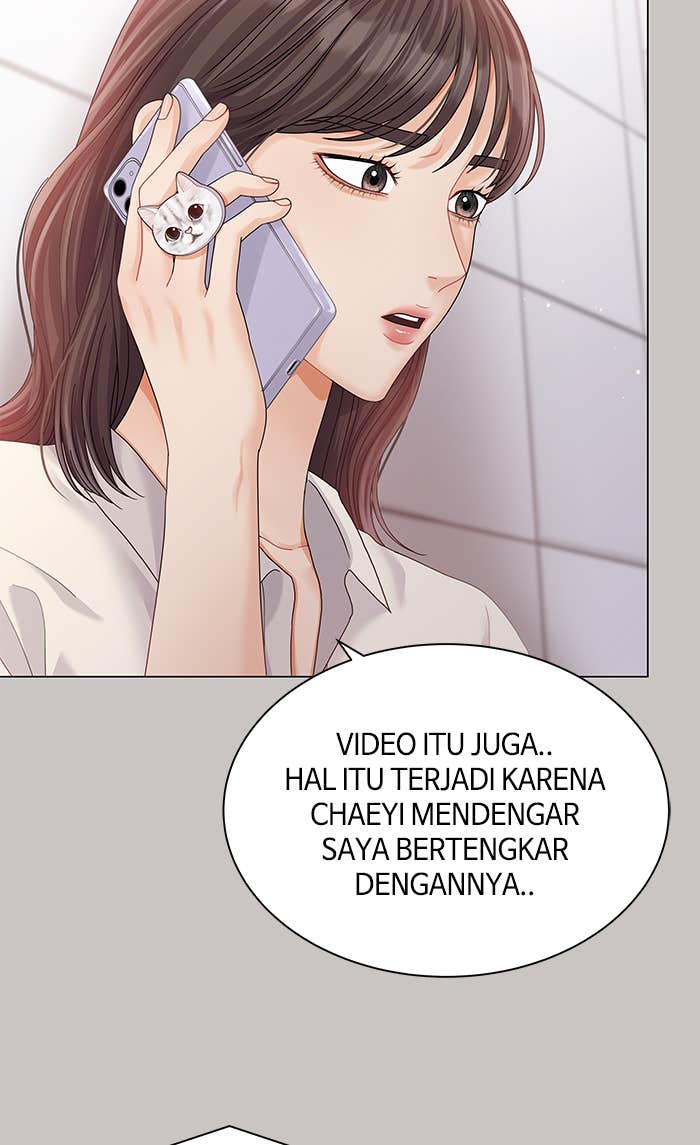 VIDEO ITU JUGA..
HAL ITU TERJADI KARENA
CHAEYI MENDENGAR
SAYA BERTENGKAR
DENGANNYA..